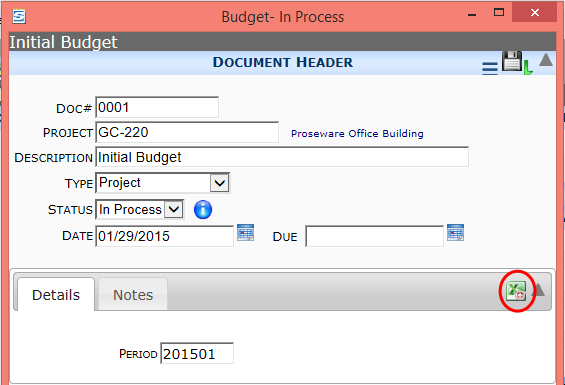 Budget- In Process
Initial Budget
DOCUMENT HEADER
DOC# 0001
PROJECT GC-220 Proseware Office Building
DESCRIPTION Initial Budget
TYPE Project
STATUS In Process
DATE 01/29/2015 DUE
Details Notes
PERIOD 201501